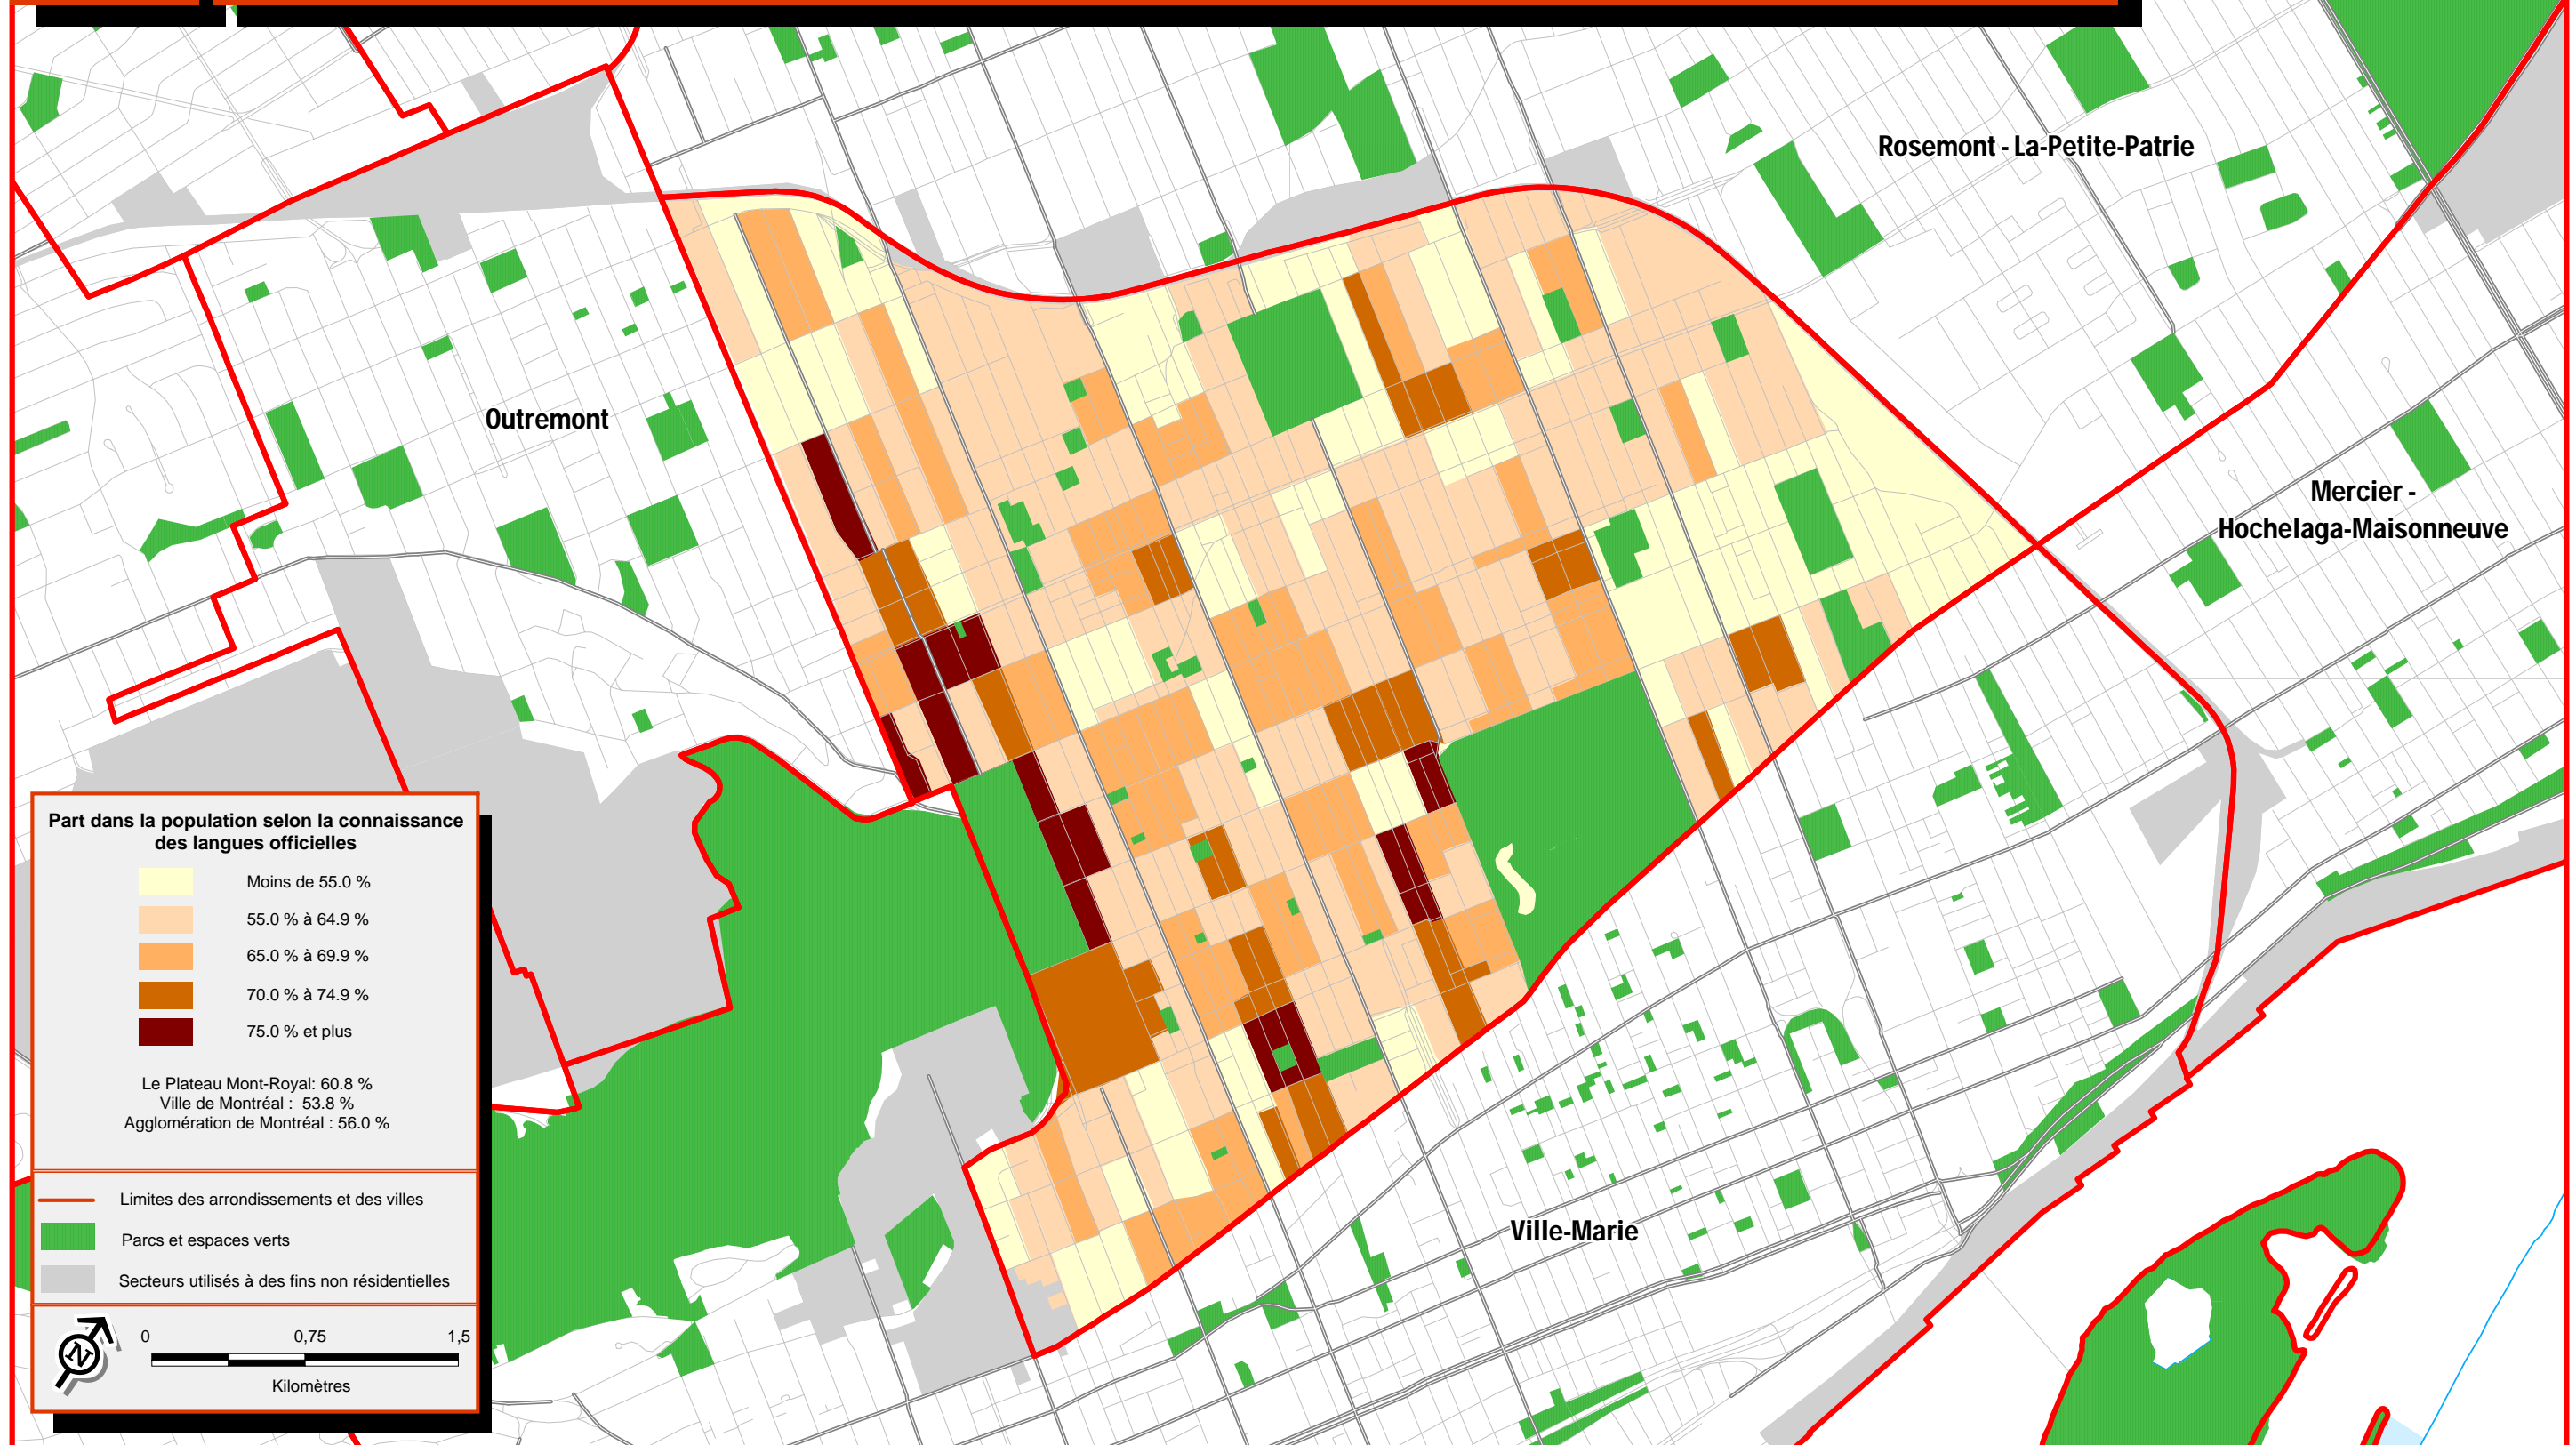 Rosemont - La-Petite-Patrie
Outremont
Mercier -
Hochelaga-Maisonneuve
Ville-Marie
Part dans la population selon la connaissance
des langues officielles
Moins de 55.0 %
55.0 % à 64.9 %
65.0 % à 69.9 %
70.0 % à 74.9 %
75.0 % et plus
Le Plateau Mont-Royal: 60.8 %
Ville de Montréal : 53.8 %
Agglomération de Montréal : 56.0 %
Limites des arrondissements et des villes
Parcs et espaces verts
Secteurs utilisés à des fins non résidentielles
N
0 0,75 1,5
Kilomètres